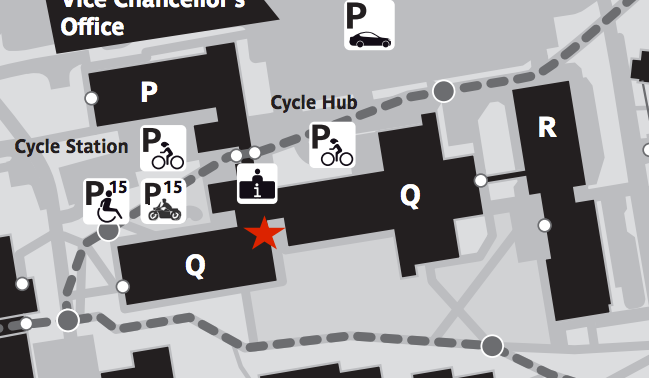 Vice Chancellor's
Office
P
P
Cycle Hub
P
Cycle Station
P
R
i
Q
P15
P15
Q